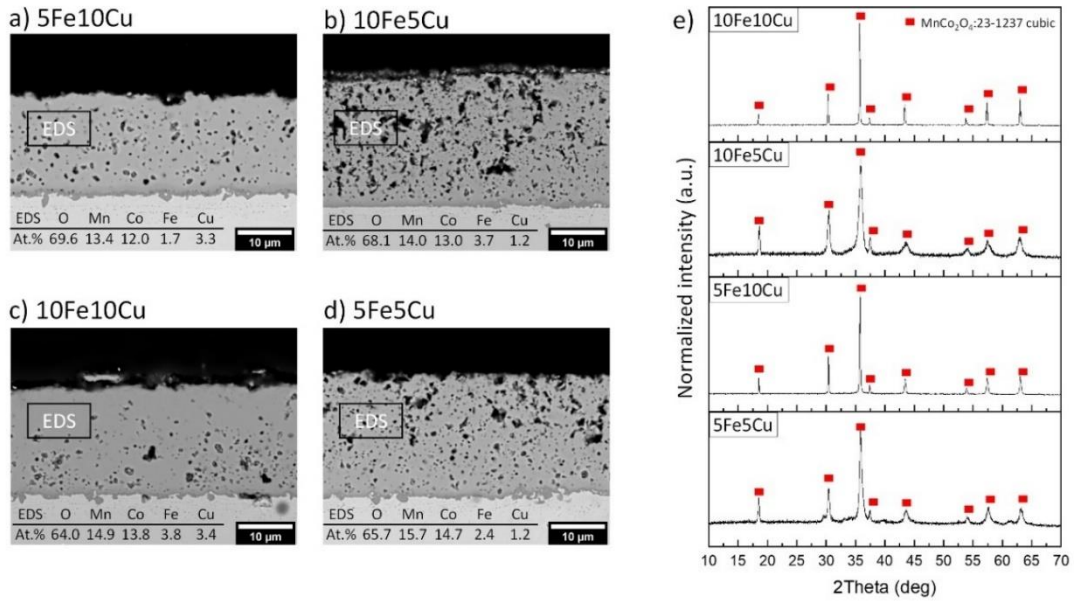 a) 5Fe10Cu
EDS
EDS O Mn Co Fe Cu
At.% 69.6 13.4 12.0 1.7 3.3
10 µm
b) 10Fe5Cu
EDS
EDS O Mn Co Fe Cu
At.% 68.1 14.0 13.0 3.7 1.2
10 µm
c) 10Fe10Cu
EDS
EDS O Mn Co Fe Cu
At.% 64.0 14.9 13.8 3.8 3.4
10 µm
d) 5Fe5Cu
EDS
EDS O Mn Co Fe Cu
At.% 65.7 15.7 14.7 2.4 1.2
10 µm
e)
10Fe10Cu
MnCo₂O₄:23-1237 cubic
10Fe5Cu
5Fe10Cu
5Fe5Cu
Normalized intensity (a.u.)
10 15 20 25 30 35 40 45 50 55 60 65 70
2Theta (deg)